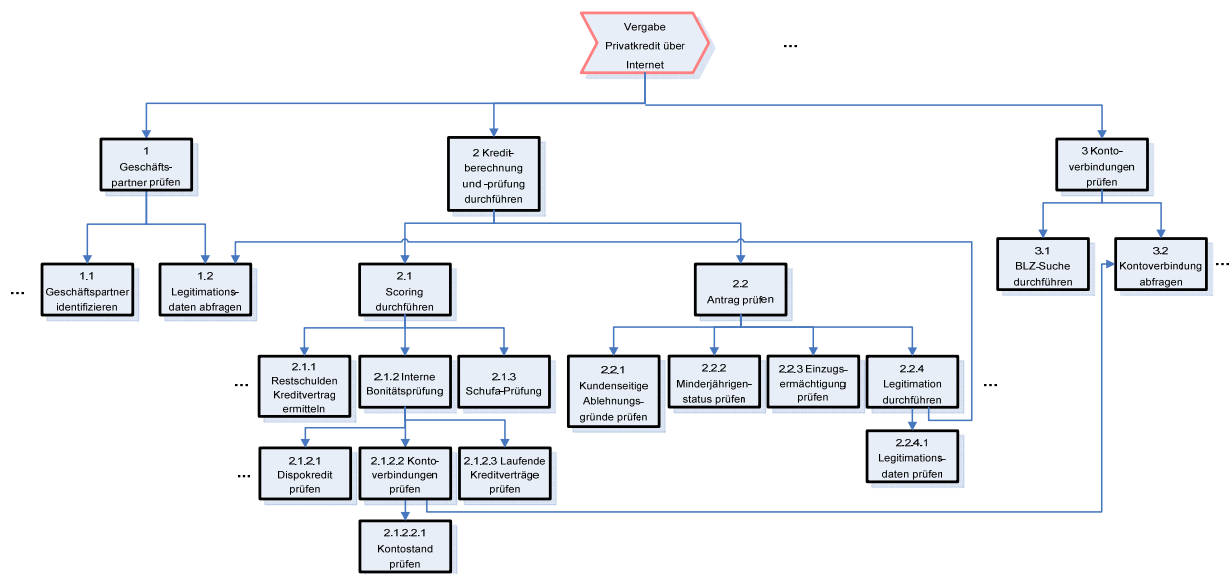 Vergabe
Privatkredit über
Internet
...
1
Geschäfts-
partner prüfen
2 Kredit-
berechnung
und -prüfung
durchführen
3 Konto-
verbindungen
prüfen
1.1
Geschäftspartner
identifizieren
1.2
Legitimations-
daten abfragen
2.1
Scoring
durchführen
2.2
Antrag prüfen
3.1
BLZ-Suche
durchführen
3.2
Kontoverbindung
abfragen
...
...
2.1.1
Restschulden
Kreditvertrag
ermitteln
2.1.2 Interne
Bonitätsprüfung
2.1.3
Schufa-Prüfung
2.2.1
Kundenseitige
Ablehnungs-
gründe prüfen
2.2.2
Minderjährigen-
status prüfen
2.2.3 Einzugs-
ermächtigung
prüfen
2.2.4
Legitimation
durchführen
...
...
2.1.2.1
Dispokredit
prüfen
2.1.2.2 Konto-
verbindungen
prüfen
2.1.2.3 Laufende
Kreditverträge
prüfen
2.2.4.1
Legitimations-
daten prüfen
...
2.1.2.2.1
Kontostand
prüfen